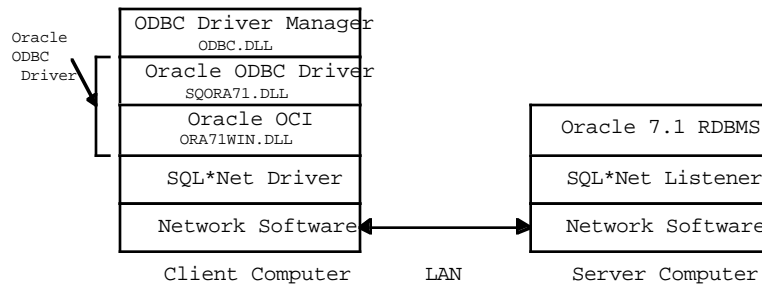 Oracle
ODBC
Driver
ODBC Driver Manager
ODBC.DLL
Oracle ODBC Driver
SQORA71.DLL
Oracle OCI
ORA71WIN.DLL
SQL*Net Driver
Network Software
Client Computer
LAN
Oracle 7.1 RDBMS
SQL*Net Listener
Network Software
Server Computer